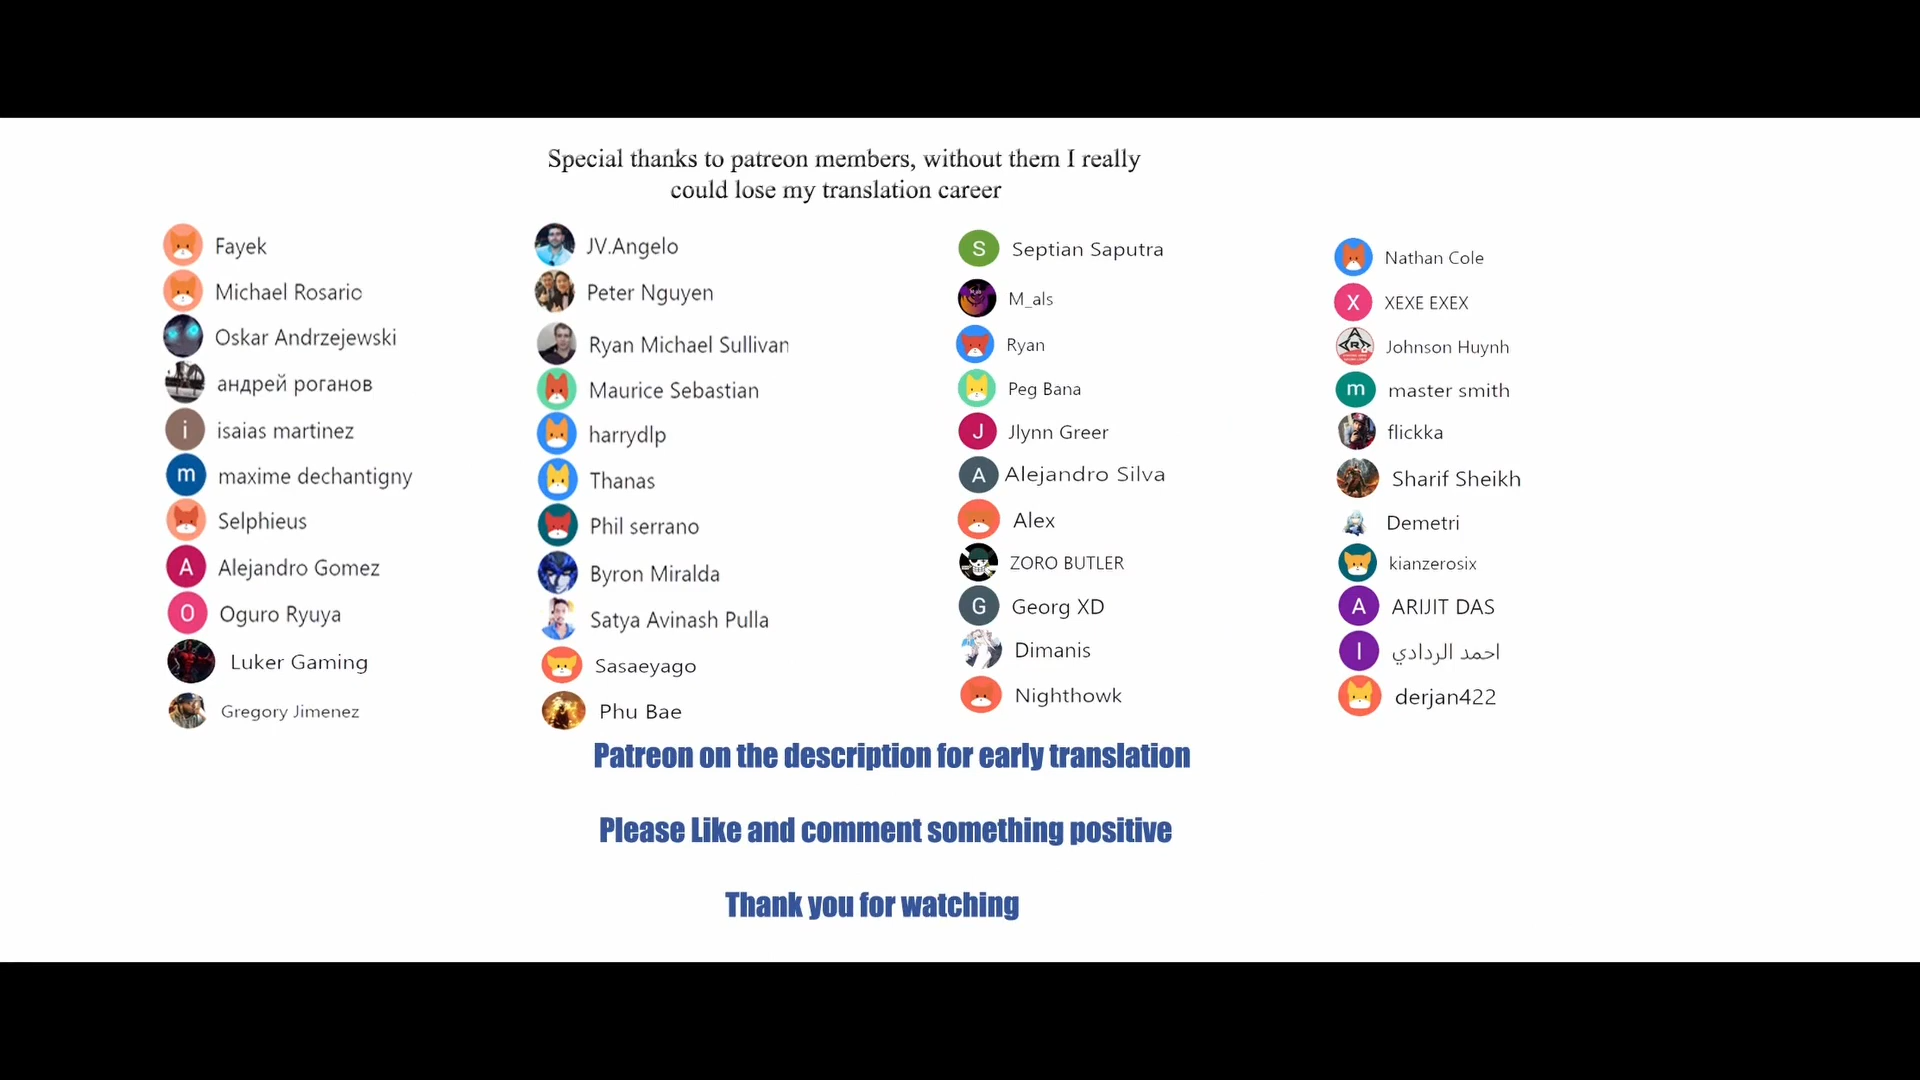 Special thanks to patreon members, without them I really
could lose my translation career
Fayek
Michael Rosario
Oskar Andrzejewski
андрей роганов
i
isaias martinez
m
maxime dechantigny
Selphieus
A
Alejandro Gomez
O
Oguro Ryuya
Luker Gaming
Gregory Jimenez
JV.Angelo
Peter Nguyen
Ryan Michael Sullivan
Maurice Sebastian
harrydlp
Thanas
Phil serrano
Byron Miralda
Satya Avinash Pulla
Sasaeyago
Phu Bae
S
Septian Saputra
M_als
Ryan
Peg Bana
J
Jlynn Greer
A
Alejandro Silva
Alex
ZORO BUTLER
G
Georg XD
Dimanis
Nighthowk
Nathan Cole
X
XEXE EXEX
Johnson Huynh
m
master smith
flickka
Sharif Sheikh
Demetri
kianzerosix
A
ARIJIT DAS
I
احمد الردادي
derjan422
Patreon on the description for early translation
Please Like and comment something positive
Thank you for watching